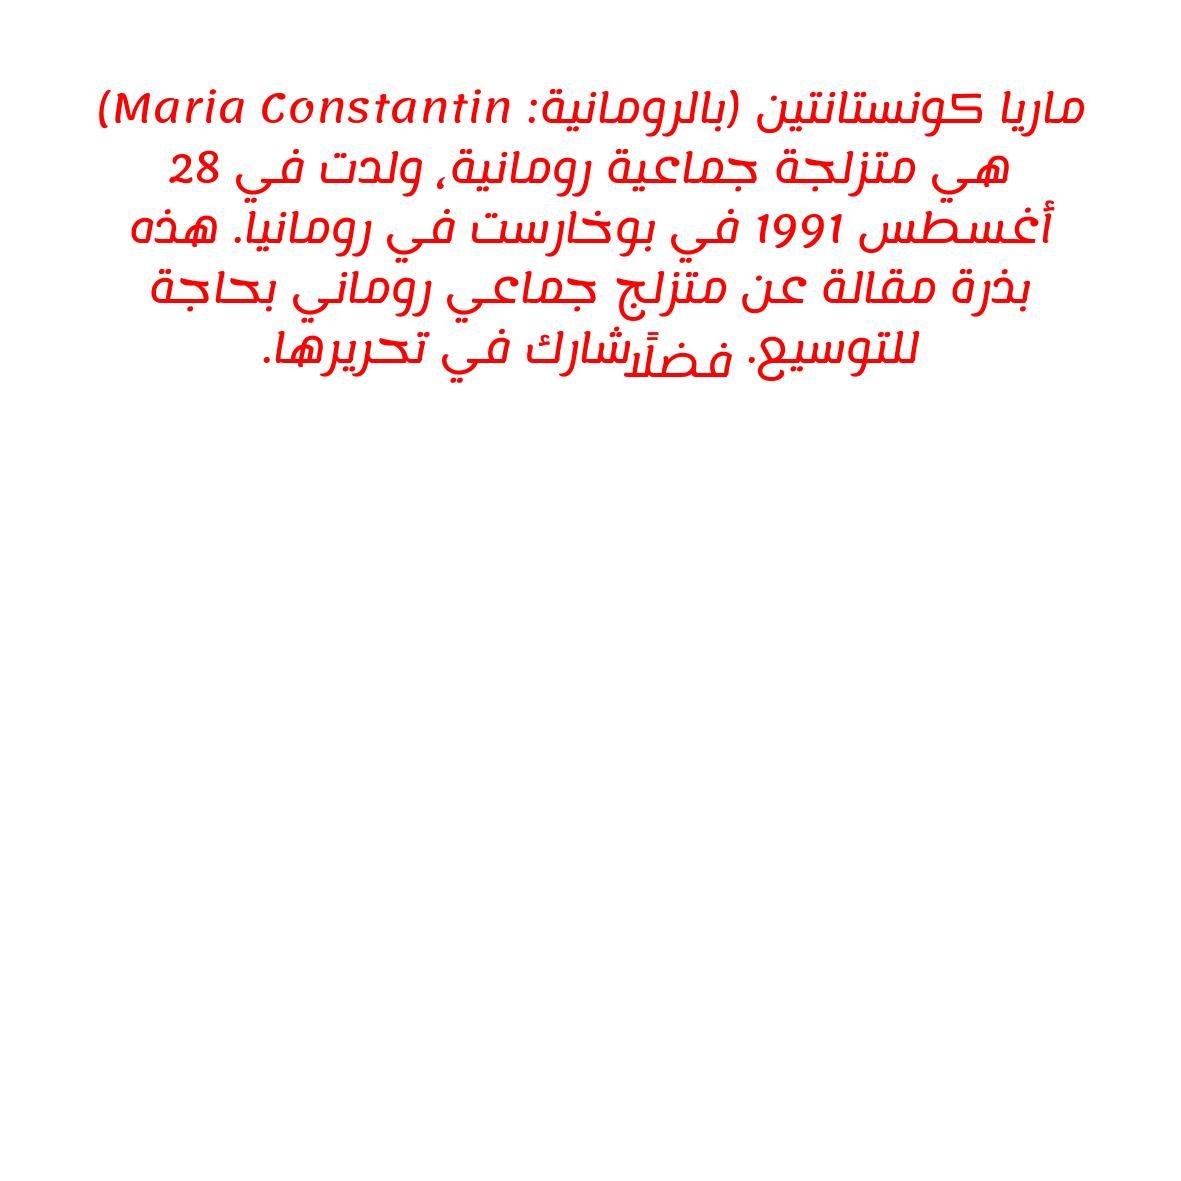 ماريا كونستانتين (بالرومانية: Maria Constantin)
هي متزلجة جماعية رومانية، ولدت في 28
أغسطس 1991 في بوخارست في رومانيا. هذه
بذرة مقالة عن متزلج جماعي روماني بحاجة
للتوسيع. فضلًا شارك في تحريرها.